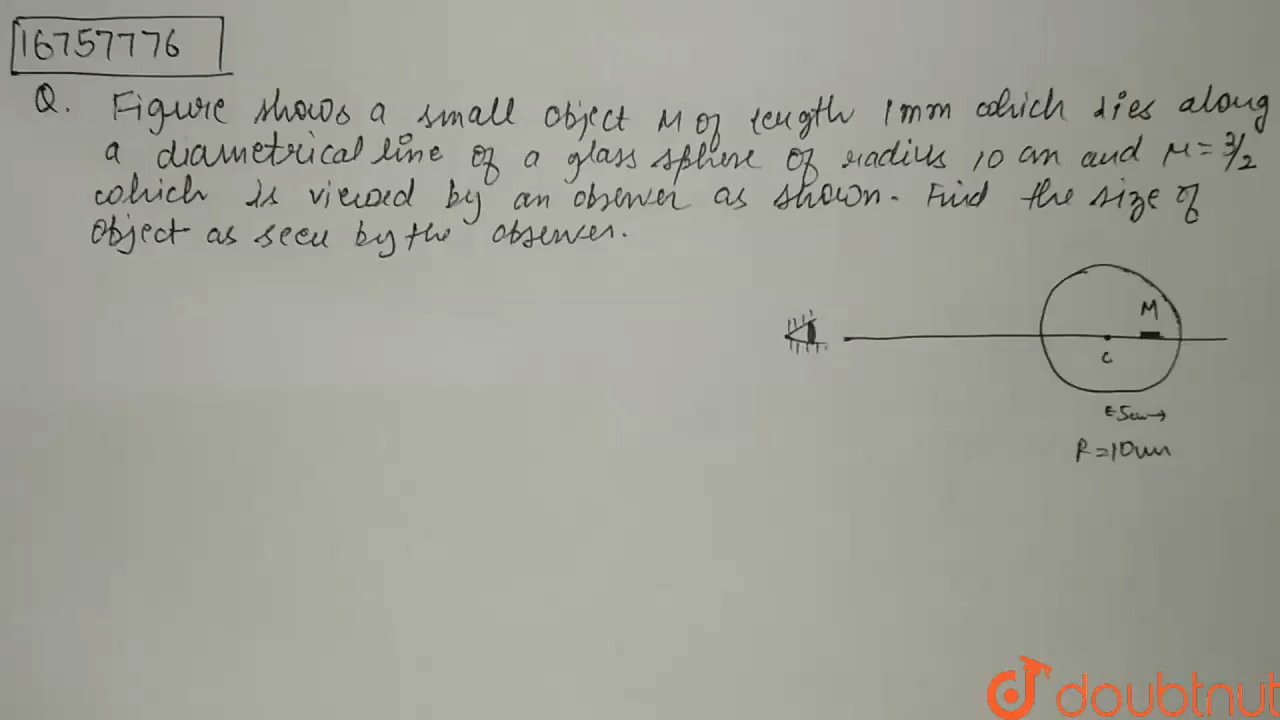 16757776
Q. Figure shows a small object M of length 1mm which lies along
a diametrical line of a glass sphere of radius 10 cm and μ = 3/2
which is viewed by an observer as shown. Find the size of
object as seen by the observer.
M
C
←5cm→
R=10cm
doubtnut